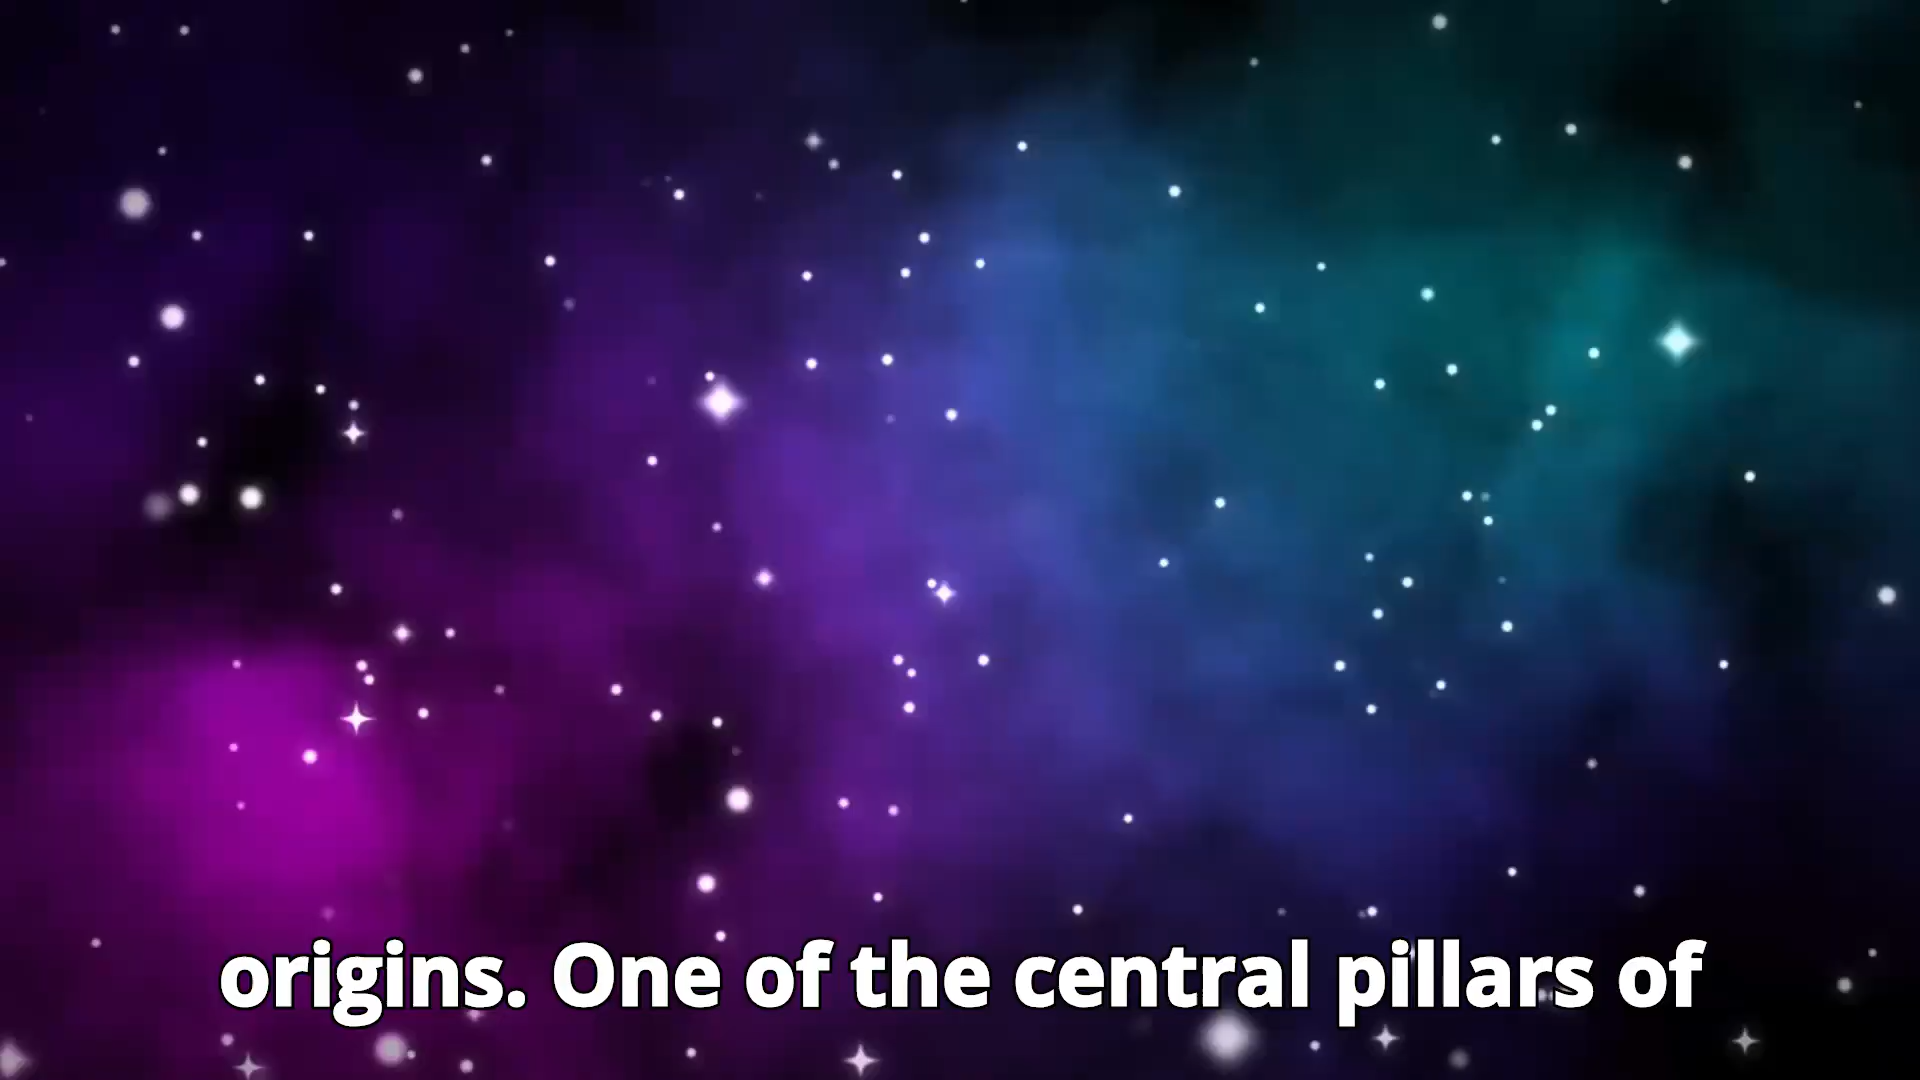 origins. One of the central pillars of